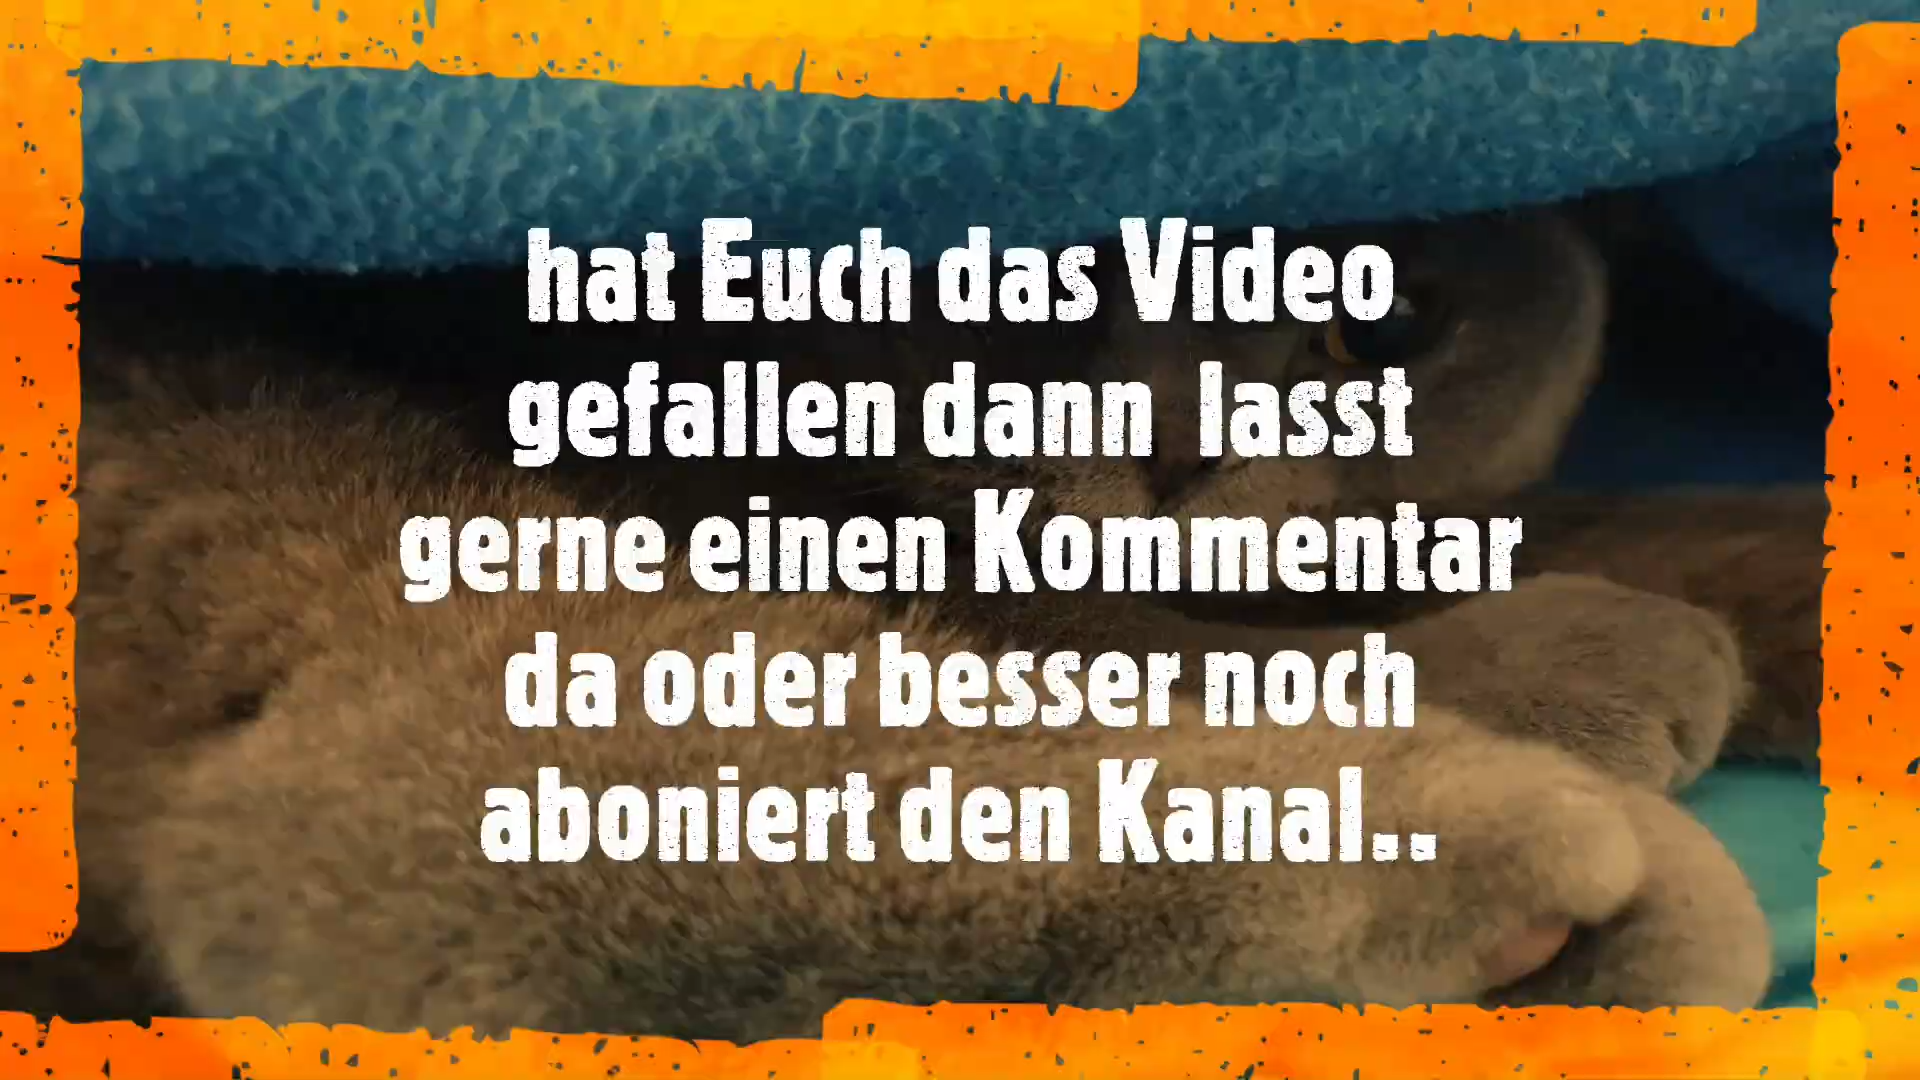 hat Euch das Video
gefallen dann lasst
gerne einen Kommentar
da oder besser noch
aboniert den Kanal..